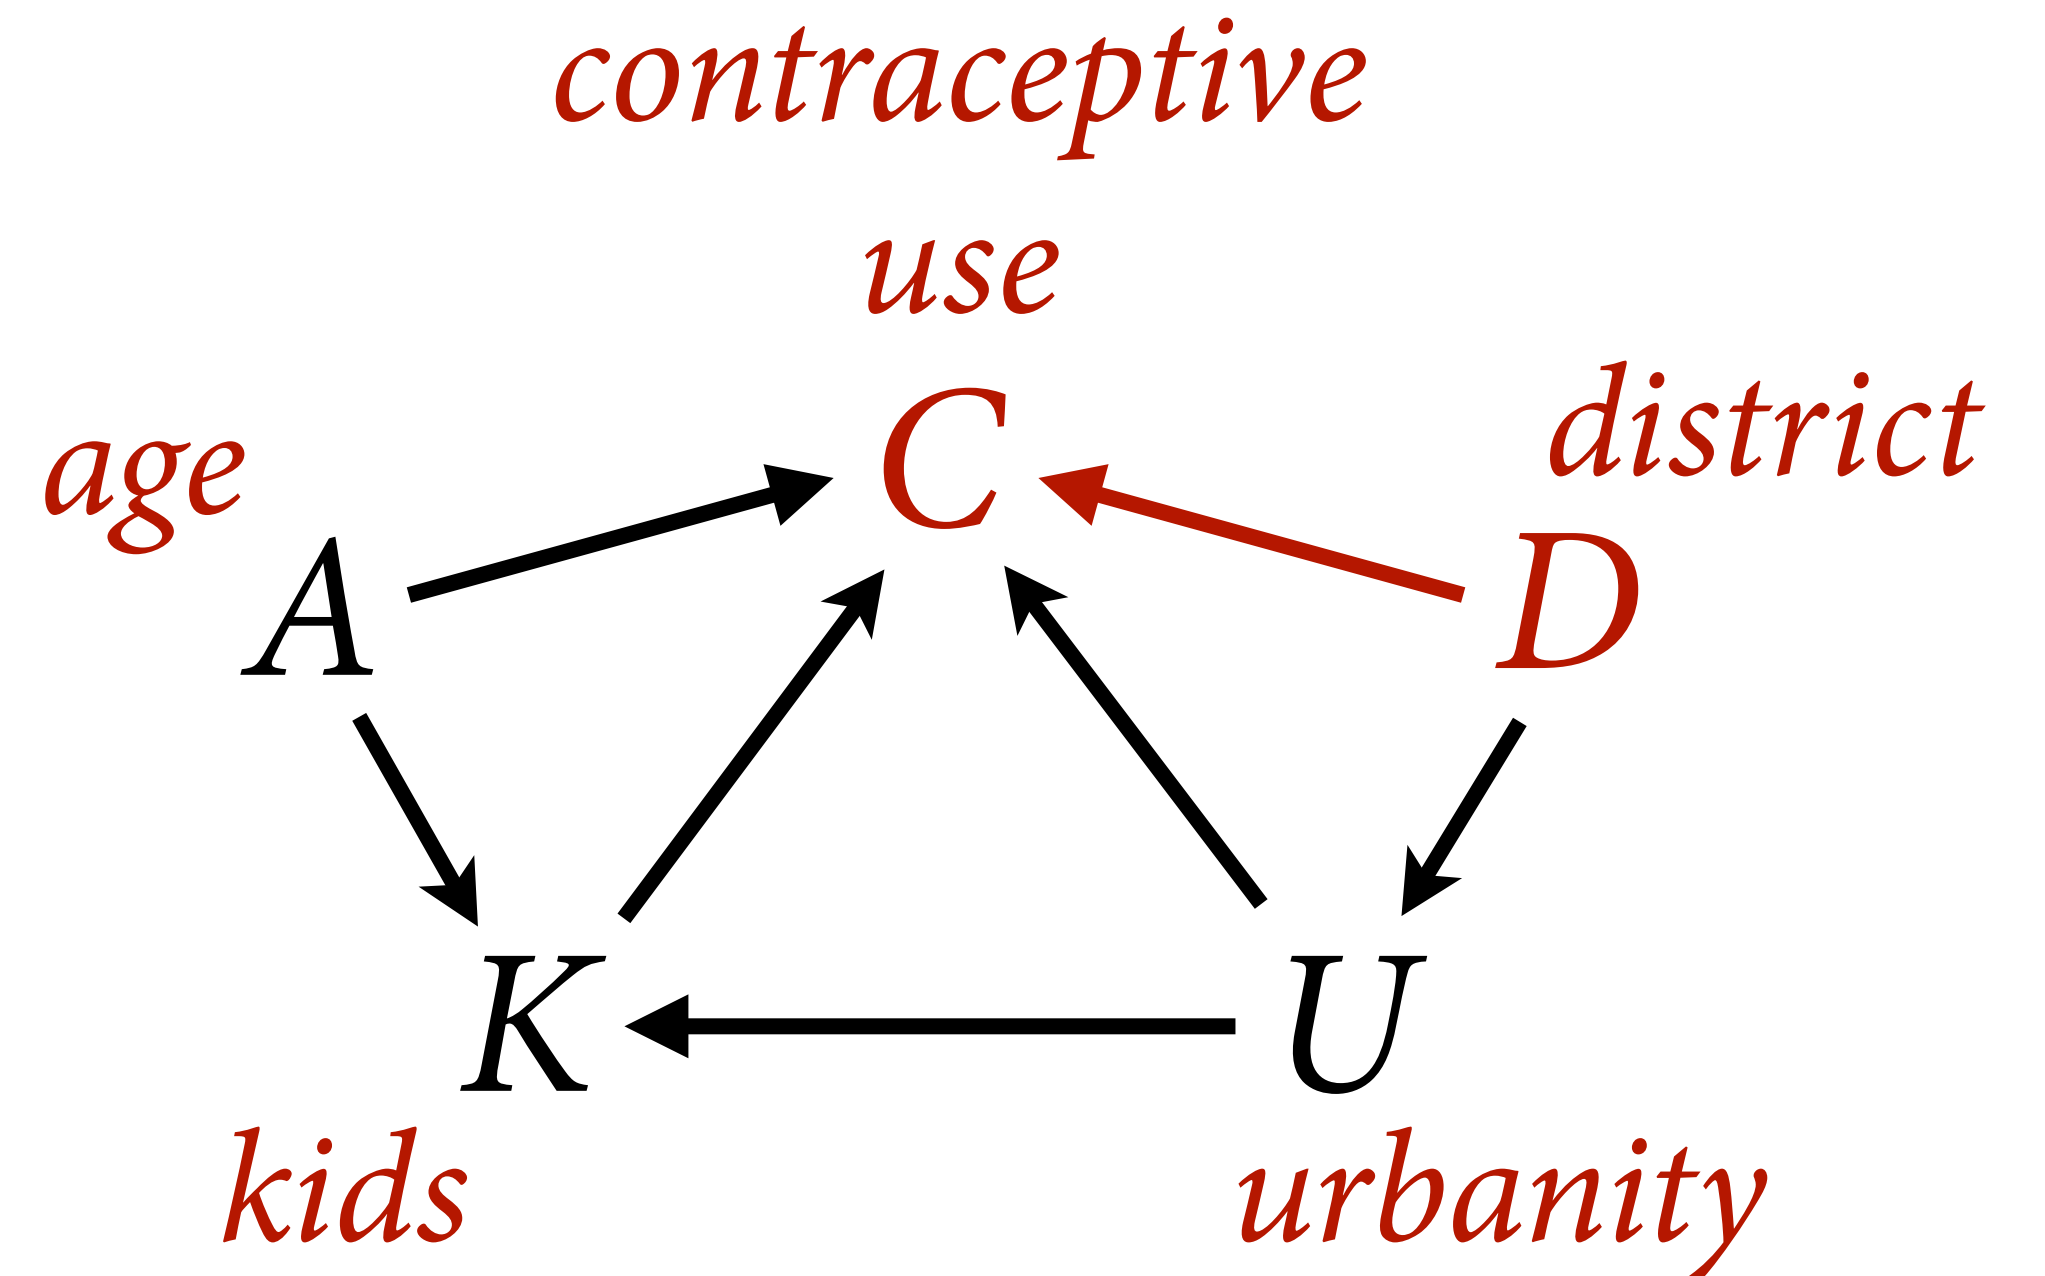 contraceptive
use
C
district
age
D
A
K
U
kids
urbanity